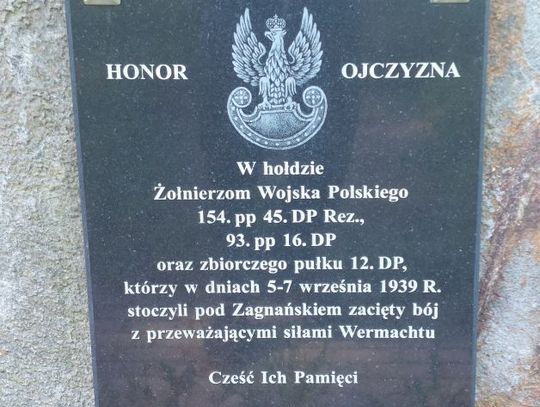 HONOR OJCZYZNA
W hołdzie
Żołnierzom Wojska Polskiego
154. pp 45. DP Rez.,
93. pp 16. DP
oraz zbiorczego pułku 12. DP,
którzy w dniach 5-7 września 1939 R.
stoczyli pod Zagnańskiem zacięty bój
z przeważającymi siłami Wermachtu
Cześć Ich Pamięci